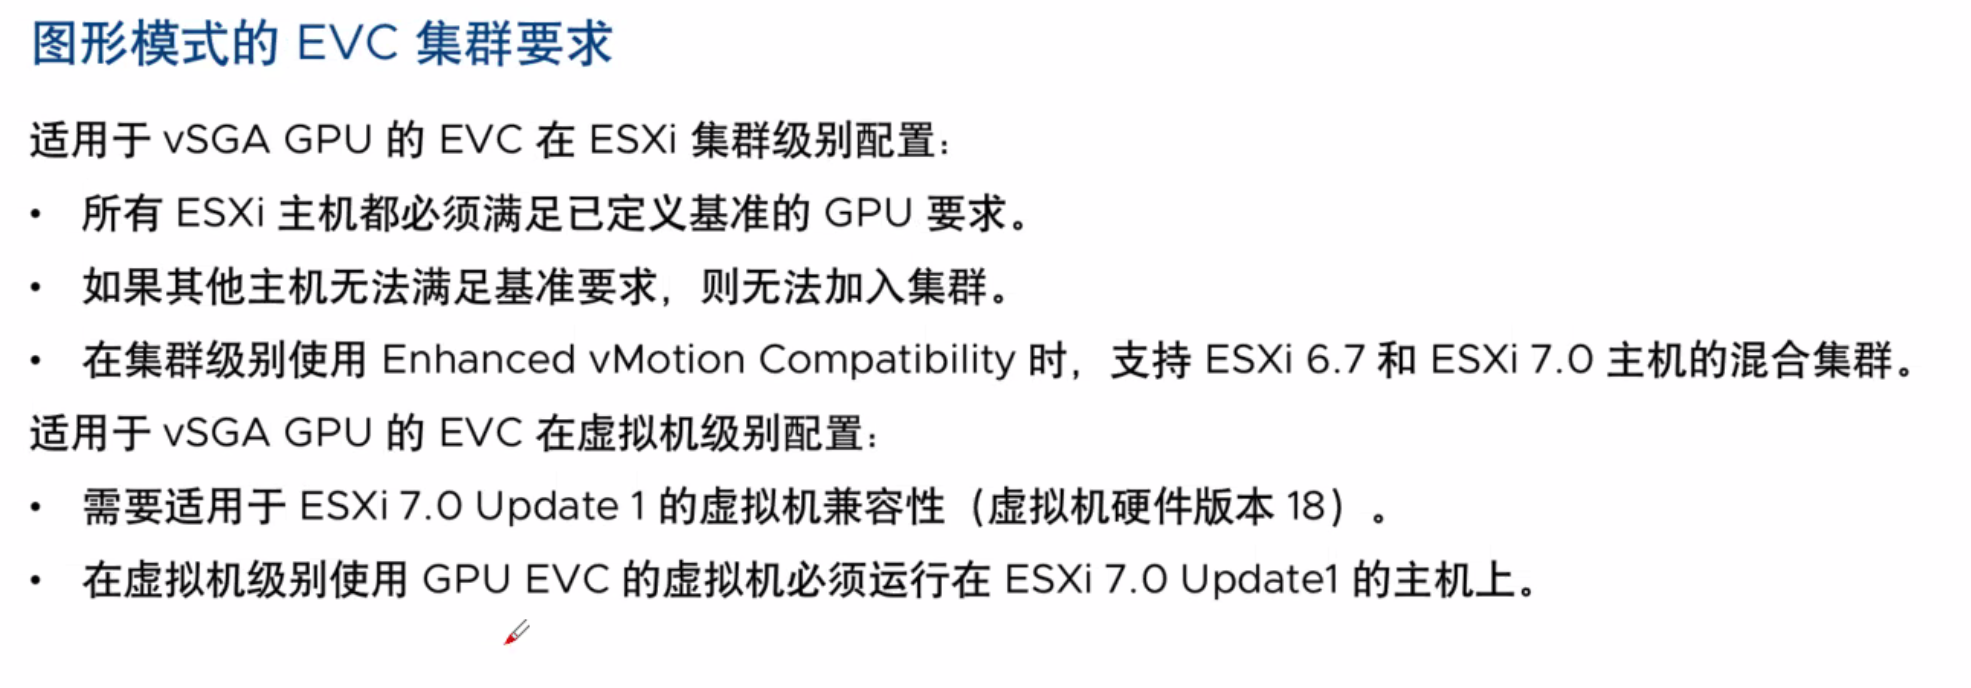 图形模式的 EVC 集群要求
适用于 vSGA GPU 的 EVC 在 ESXi 集群级别配置：
• 所有 ESXi 主机都必须满足已定义基准的 GPU 要求。
• 如果其他主机无法满足基准要求，则无法加入集群。
• 在集群级别使用 Enhanced vMotion Compatibility 时，支持 ESXi 6.7 和 ESXi 7.0 主机的混合集群。
适用于 vSGA GPU 的 EVC 在虚拟机级别配置：
• 需要适用于 ESXi 7.0 Update 1 的虚拟机兼容性（虚拟机硬件版本 18）。
• 在虚拟机级别使用 GPU EVC 的虚拟机必须运行在 ESXi 7.0 Update1 的主机上。